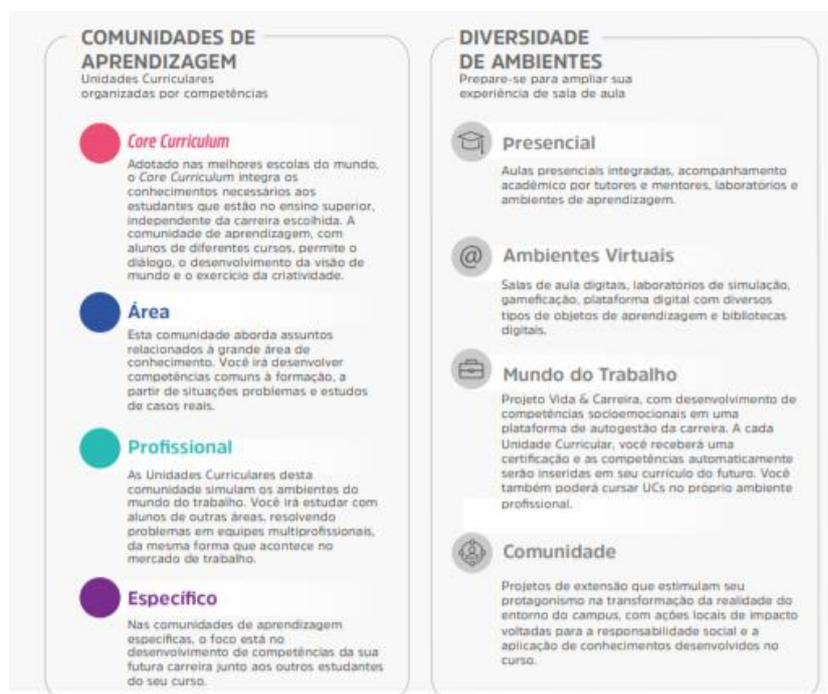 COMUNIDADES DE
APRENDIZAGEM
Unidades Curriculares
organizadas por competências
Core Curriculum
Adotado nas melhores escolas do mundo,
o Core Curriculum integra os
conhecimentos necessários aos
estudantes que estão no ensino superior,
independente da carreira escolhida. A
comunidade de aprendizagem, com
alunos de diferentes cursos, permite o
diálogo, o desenvolvimento da visão de
mundo e o exercício da criatividade.
Área
Esta comunidade aborda assuntos
relacionados à grande área de
conhecimento. Você irá desenvolver
competências comuns à formação, a
partir de situações problemas e estudos
de casos reais.
Profissional
As Unidades Curriculares desta
comunidade simulam os ambientes do
mundo do trabalho. Você irá estudar com
alunos de outras áreas, resolvendo
problemas em equipes multiprofissionais,
da mesma forma que acontece no
mercado de trabalho.
Específico
Nas comunidades de aprendizagem
específicas, o foco está no
desenvolvimento de competências da sua
futura carreira junto aos outros estudantes
do seu curso.
DIVERSIDADE
DE AMBIENTES
Prepare-se para ampliar sua
experiência de sala de aula
Presencial
Aulas presenciais integradas, acompanhamento
acadêmico por tutores e mentores, laboratórios e
ambientes de aprendizagem.
@
Ambientes Virtuais
Salas de aula digitais, laboratórios de simulação,
gameficação, plataforma digital com diversos
tipos de objetos de aprendizagem e bibliotecas
digitais.
Mundo do Trabalho
Projeto Vida & Carreira, com desenvolvimento de
competências socioemocionais em uma
plataforma de autogestão da carreira. A cada
Unidade Curricular, você receberá uma
certificação e as competências automaticamente
serão inseridas em seu currículo do futuro. Você
também poderá cursar UCs no próprio ambiente
profissional.
Comunidade
Projetos de extensão que estimulam seu
protagonismo na transformação da realidade do
entorno do campus, com ações locais de impacto
voltadas para a responsabilidade social e a
aplicação de conhecimentos desenvolvidos no
curso.